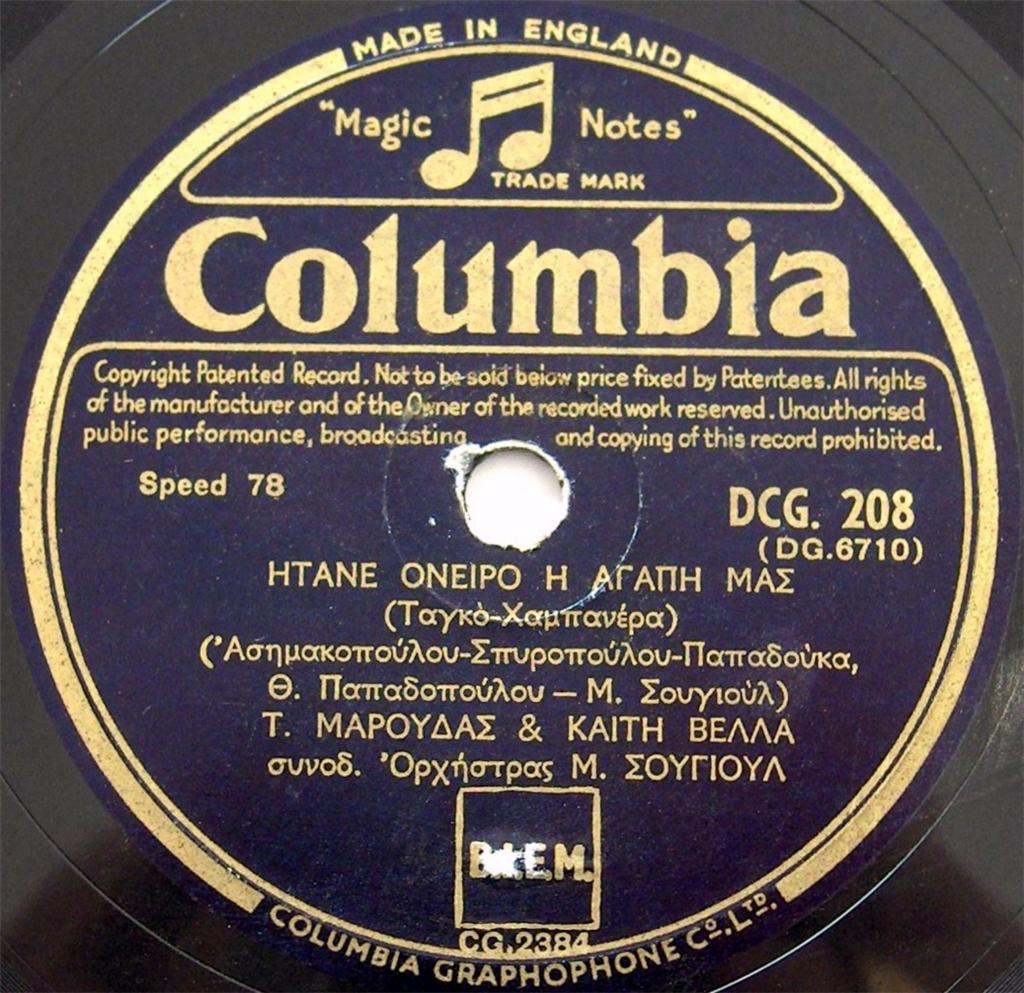 MADE IN ENGLAND
"Magic Notes"
TRADE MARK
Columbia
Copyright Patented Record. Not to be sold below price fixed by Patentees. All rights
of the manufacturer and of the Owner of the recorded work reserved. Unauthorised
public performance, broadcasting and copying of this record prohibited.
Speed 78
DCG. 208
(DG.6710)
ΗΤΑΝΕ ΟΝΕΙΡΟ Η ΑΓΑΠΗ ΜΑΣ
(Ταγκὸ-Χαμπανέρα)
(Ἀσημακοπούλου-Σπυροπούλου-Παπαδούκα,
Θ. Παπαδοπούλου — Μ. Σουγιούλ)
Τ. ΜΑΡΟΥΔΑΣ & ΚΑΙΤΗ ΒΕΛΛΑ
συνοδ. Ὀρχήστρας Μ. ΣΟΥΓΙΟΥΛ
B.I.E.M.
CG.2384
COLUMBIA GRAPHOPHONE CO. LTD.